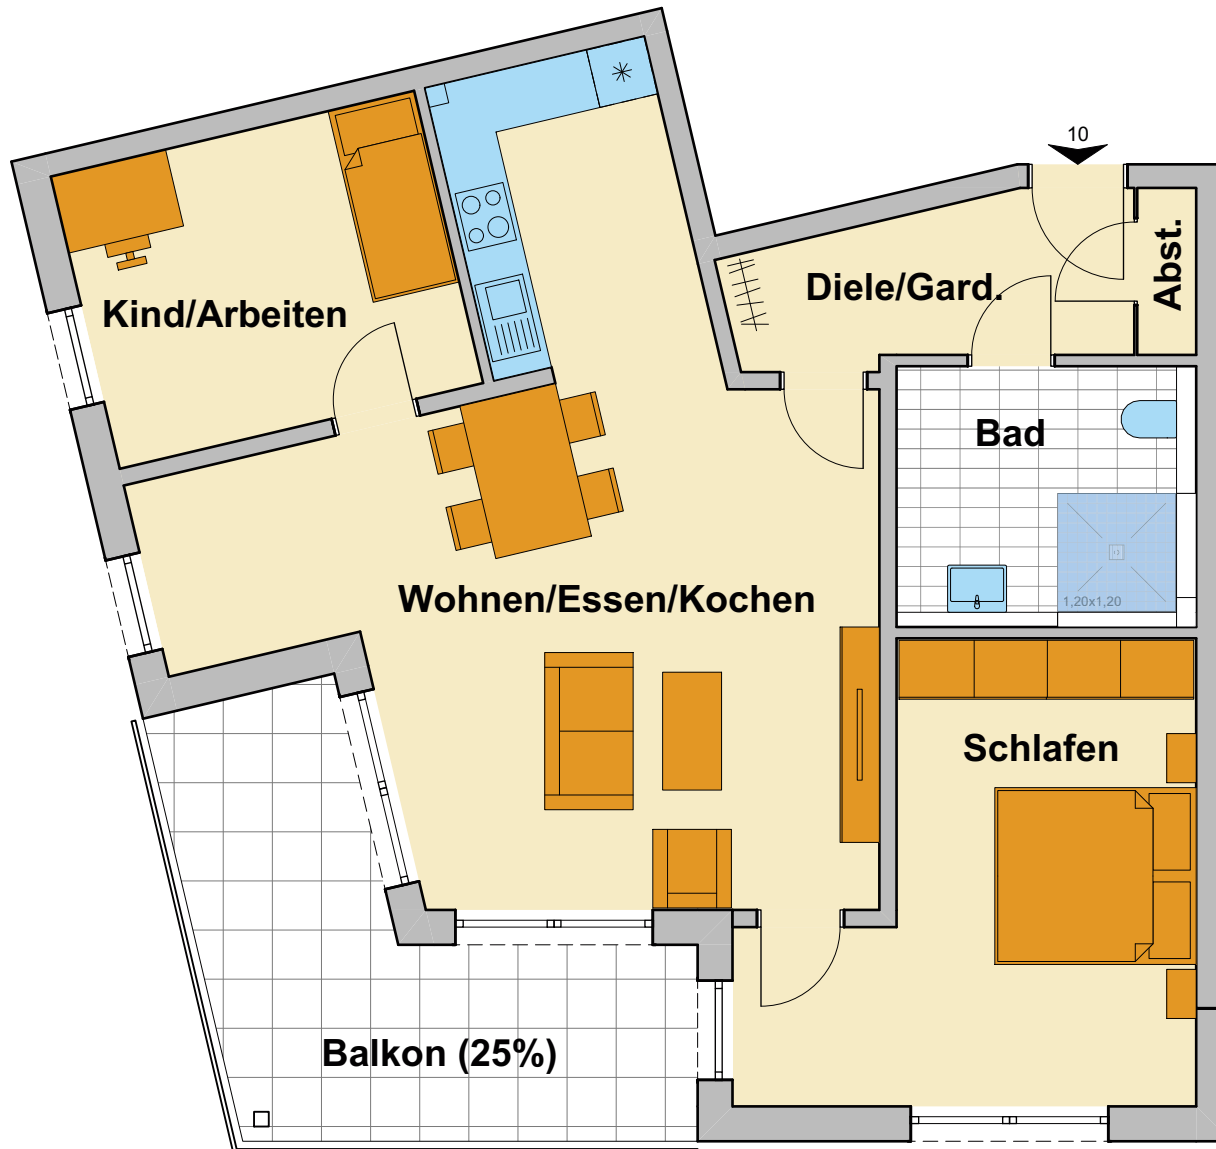 10
Abst.
Diele/Gard.
Kind/Arbeiten
Bad
Wohnen/Essen/Kochen
1,20x1,20
Schlafen
Balkon (25%)